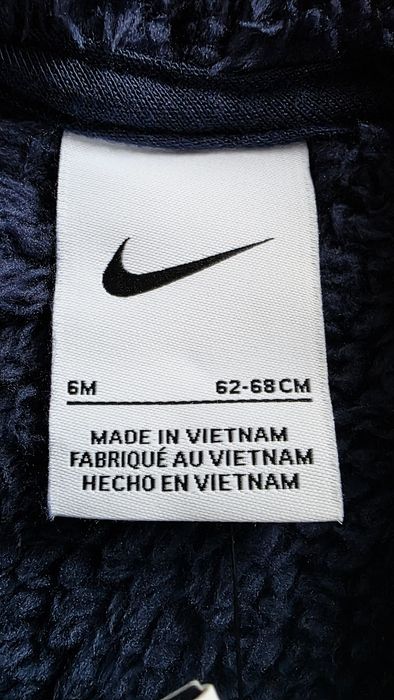 6M 62-68 CM
MADE IN VIETNAM
FABRIQUÉ AU VIETNAM
HECHO EN VIETNAM